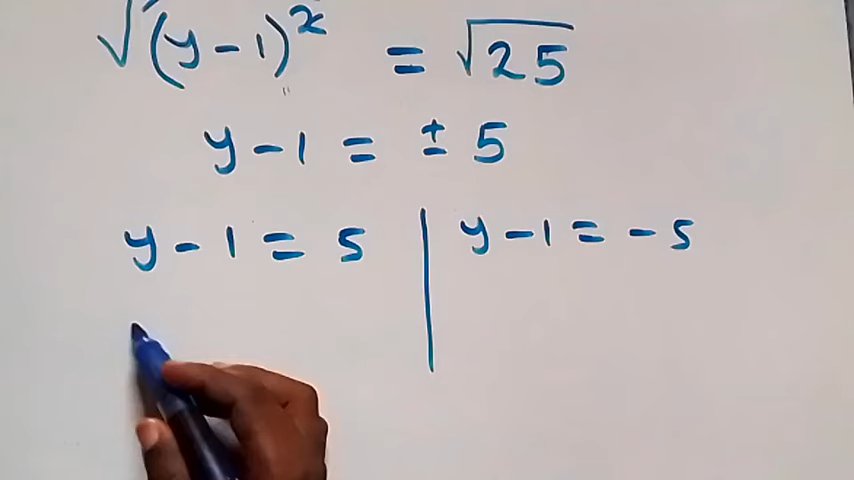 √(y-1)² = √25
y-1 = ± 5
y-1 = 5 | y-1 = -5